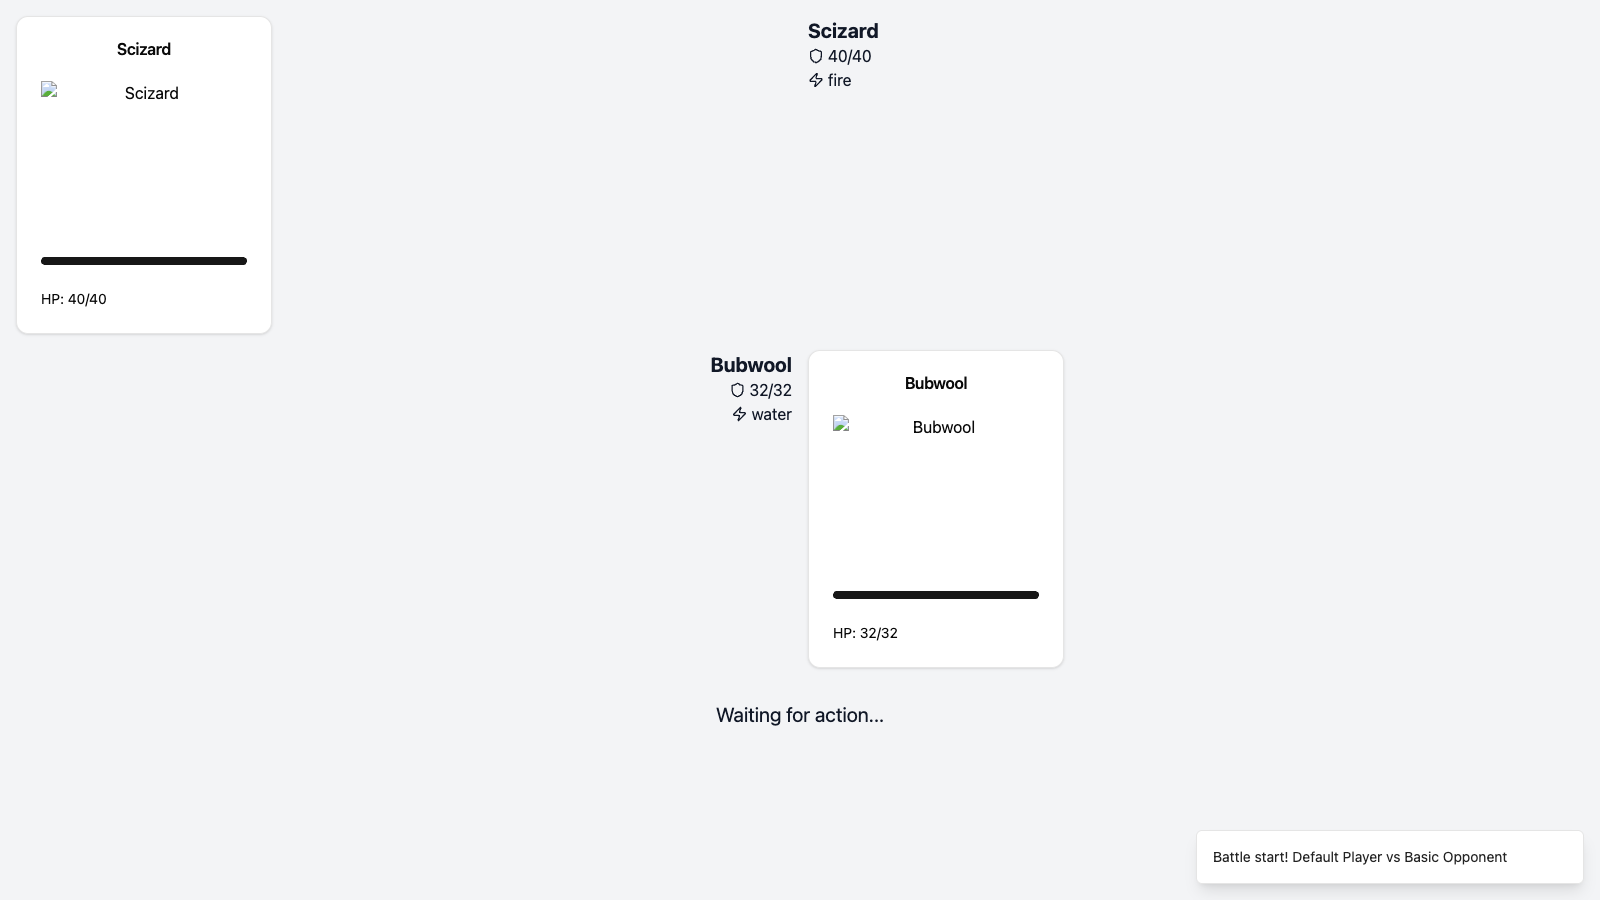 Scizard
Scizard
HP: 40/40
Scizard
40/40
fire
Bubwool
32/32
water
Bubwool
Bubwool
HP: 32/32
Waiting for action...
Battle start! Default Player vs Basic Opponent